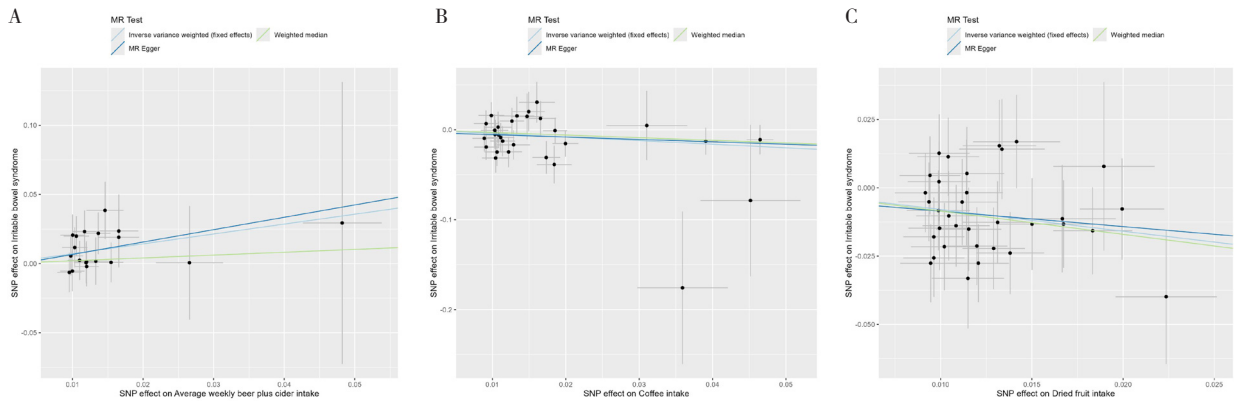 A
MR Test
Inverse variance weighted (fixed effects)
Weighted median
MR Egger
0.10
0.05
0.00
-0.05
SNP effect on Irritable bowel syndrome
0.01
0.02
0.03
0.04
0.05
SNP effect on Average weekly beer plus cider intake
B
MR Test
Inverse variance weighted (fixed effects)
Weighted median
MR Egger
0.0
-0.1
-0.2
SNP effect on Irritable bowel syndrome
0.01
0.02
0.03
0.04
0.05
SNP effect on Coffee intake
C
MR Test
Inverse variance weighted (fixed effects)
Weighted median
MR Egger
0.025
0.000
-0.025
-0.050
SNP effect on Irritable bowel syndrome
0.010
0.015
0.020
0.025
SNP effect on Dried fruit intake